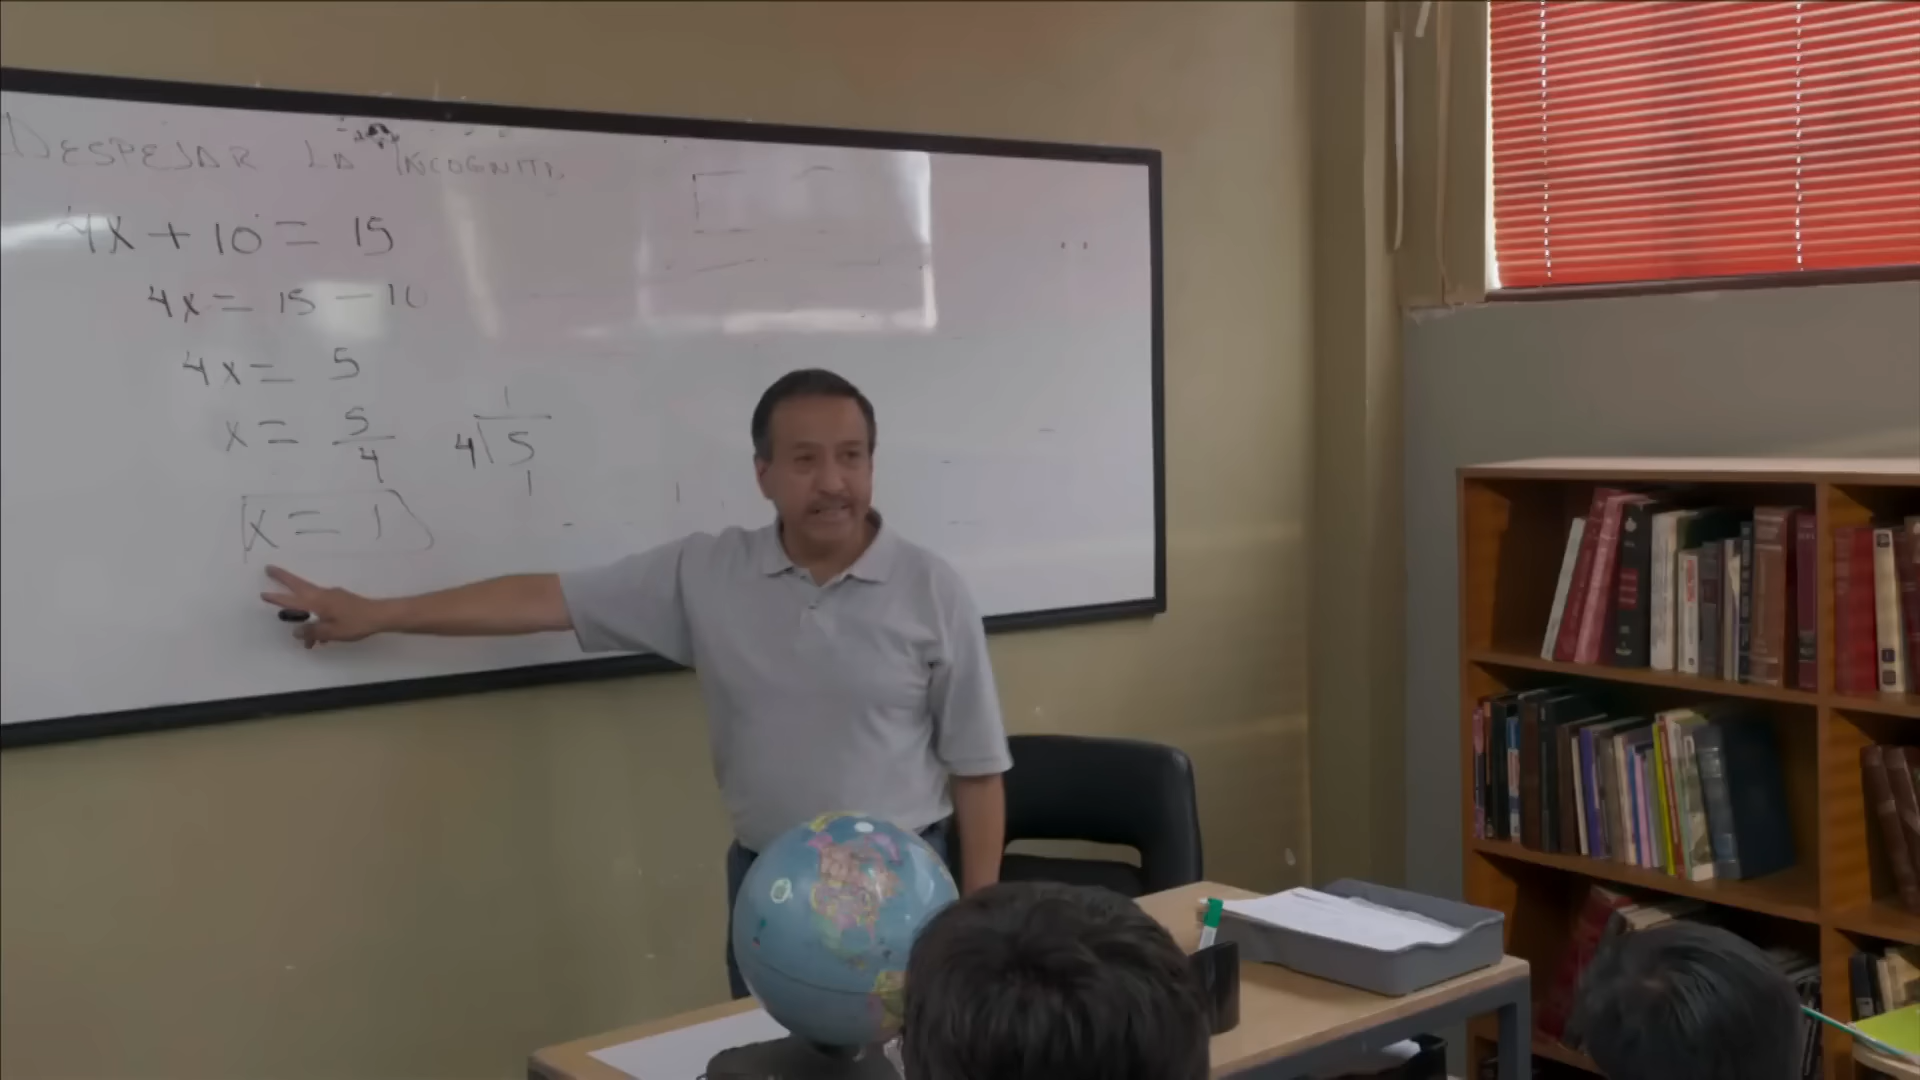 DESPEJAR LA INCOGNITA
4x + 10 = 15
4x = 15 - 10
4x = 5
x = 5/4
1
4 5
1
x = 1